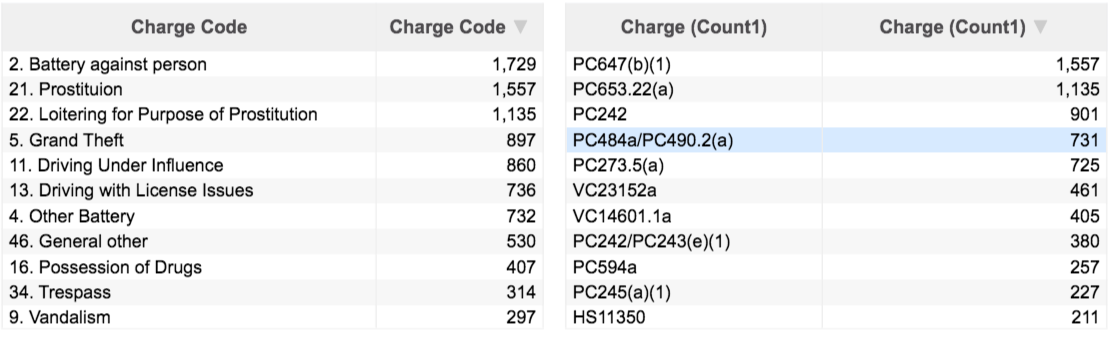 Charge Code Charge Code ▼
2. Battery against person 1,729
21. Prostituion 1,557
22. Loitering for Purpose of Prostitution 1,135
5. Grand Theft 897
11. Driving Under Influence 860
13. Driving with License Issues 736
4. Other Battery 732
46. General other 530
16. Possession of Drugs 407
34. Trespass 314
9. Vandalism 297
Charge (Count1) Charge (Count1) ▼
PC647(b)(1) 1,557
PC653.22(a) 1,135
PC242 901
PC484a/PC490.2(a) 731
PC273.5(a) 725
VC23152a 461
VC14601.1a 405
PC242/PC243(e)(1) 380
PC594a 257
PC245(a)(1) 227
HS11350 211